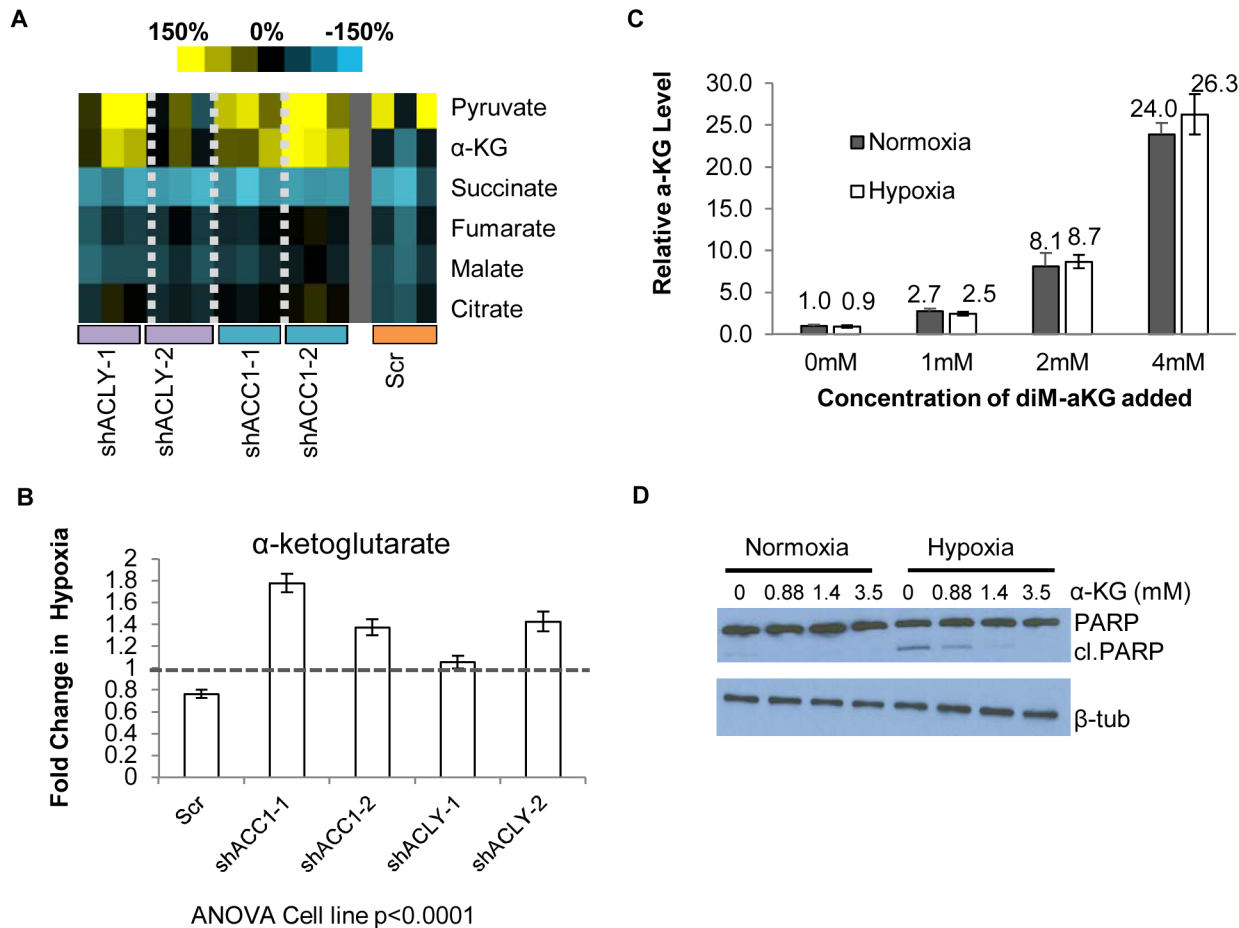 A
150% 0% -150%
Pyruvate
α-KG
Succinate
Fumarate
Malate
Citrate
shACLY-1
shACLY-2
shACC1-1
shACC1-2
Scr
B
α-ketoglutarate
Fold Change in Hypoxia
2
1.8
1.6
1.4
1.2
1
0.8
0.6
0.4
0.2
0
Scr
shACC1-1
shACC1-2
shACLY-1
shACLY-2
ANOVA Cell line p<0.0001
C
Relative a-KG Level
30.0
25.0
20.0
15.0
10.0
5.0
0.0
Normoxia
Hypoxia
1.0 0.9
2.7 2.5
8.1 8.7
24.0 26.3
0mM 1mM 2mM 4mM
Concentration of diM-aKG added
D
Normoxia Hypoxia
0 0.88 1.4 3.5 0 0.88 1.4 3.5 α-KG (mM)
PARP
cl.PARP
β-tub